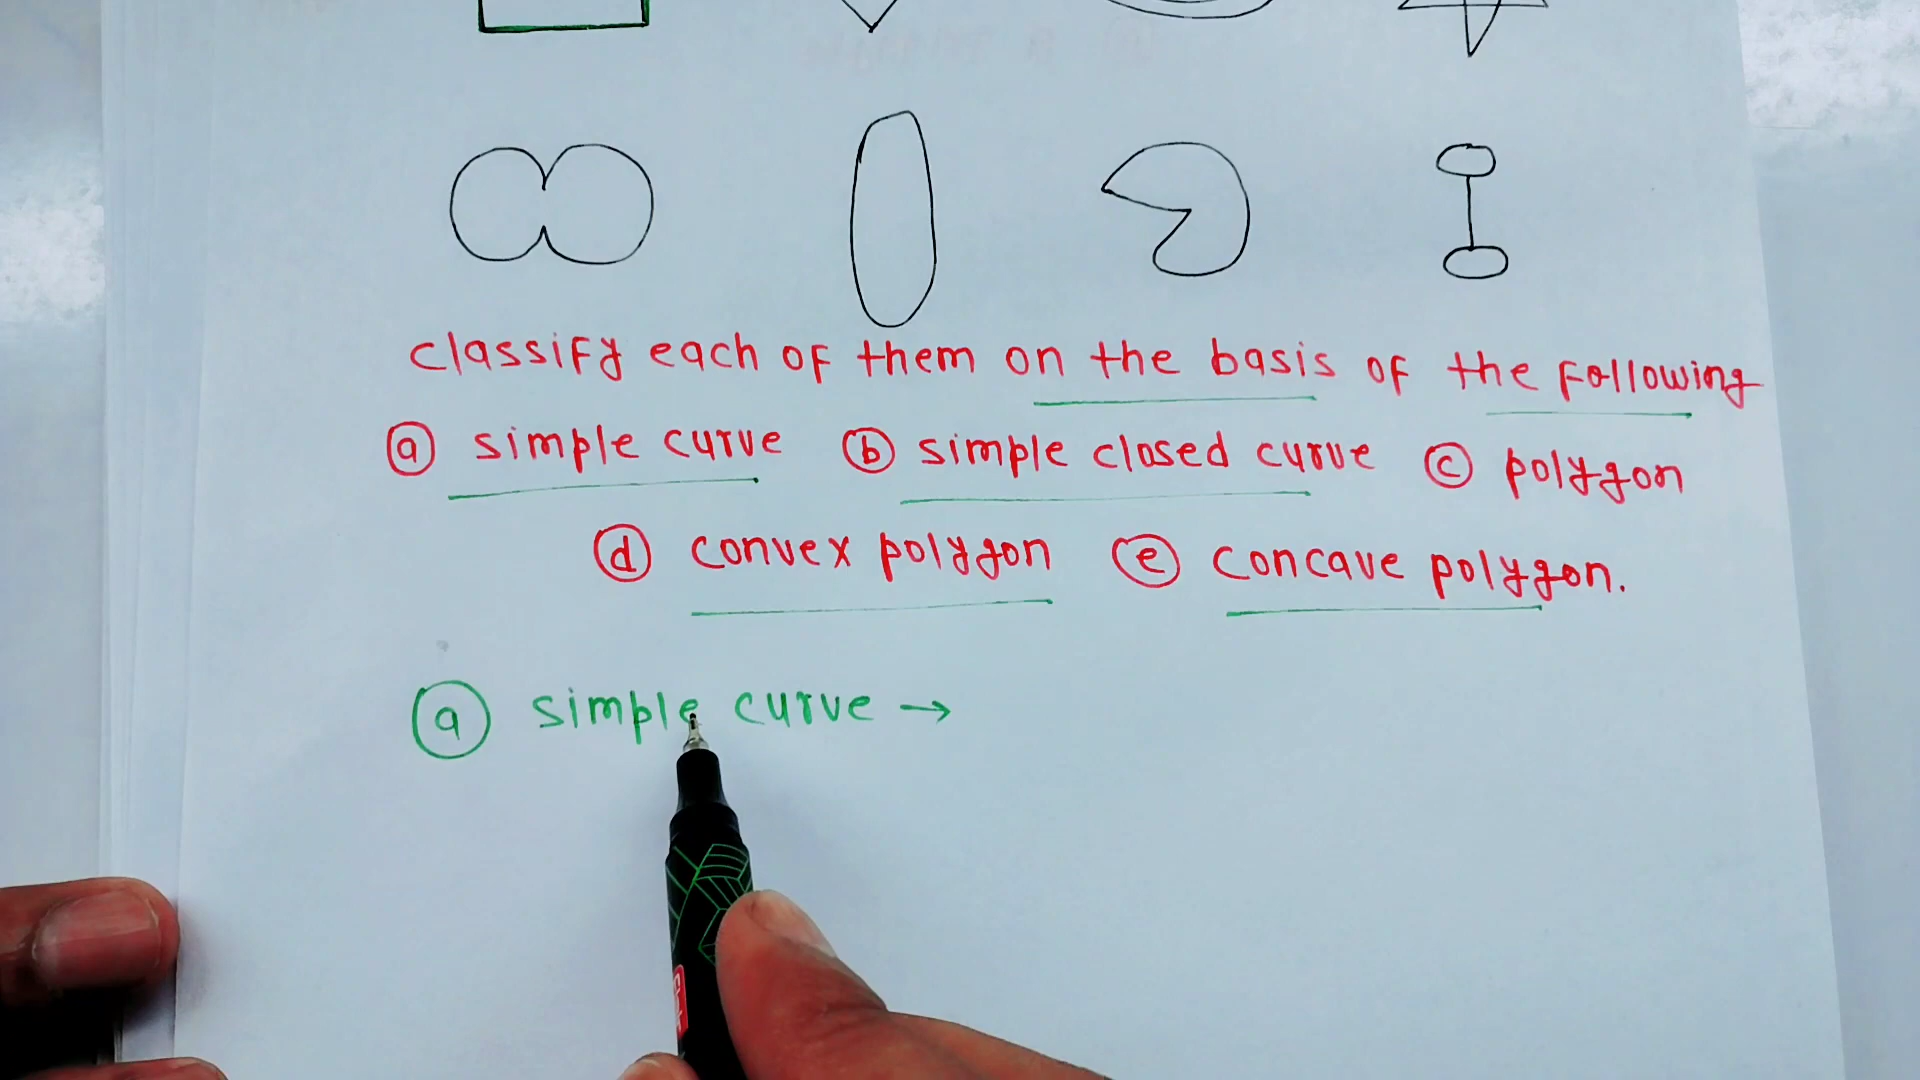 classify each of them on the basis of the following
ⓐ simple curve ⓑ simple closed curve ⓒ polygon
ⓓ convex polygon ⓔ concave polygon.
ⓐ simple curve →